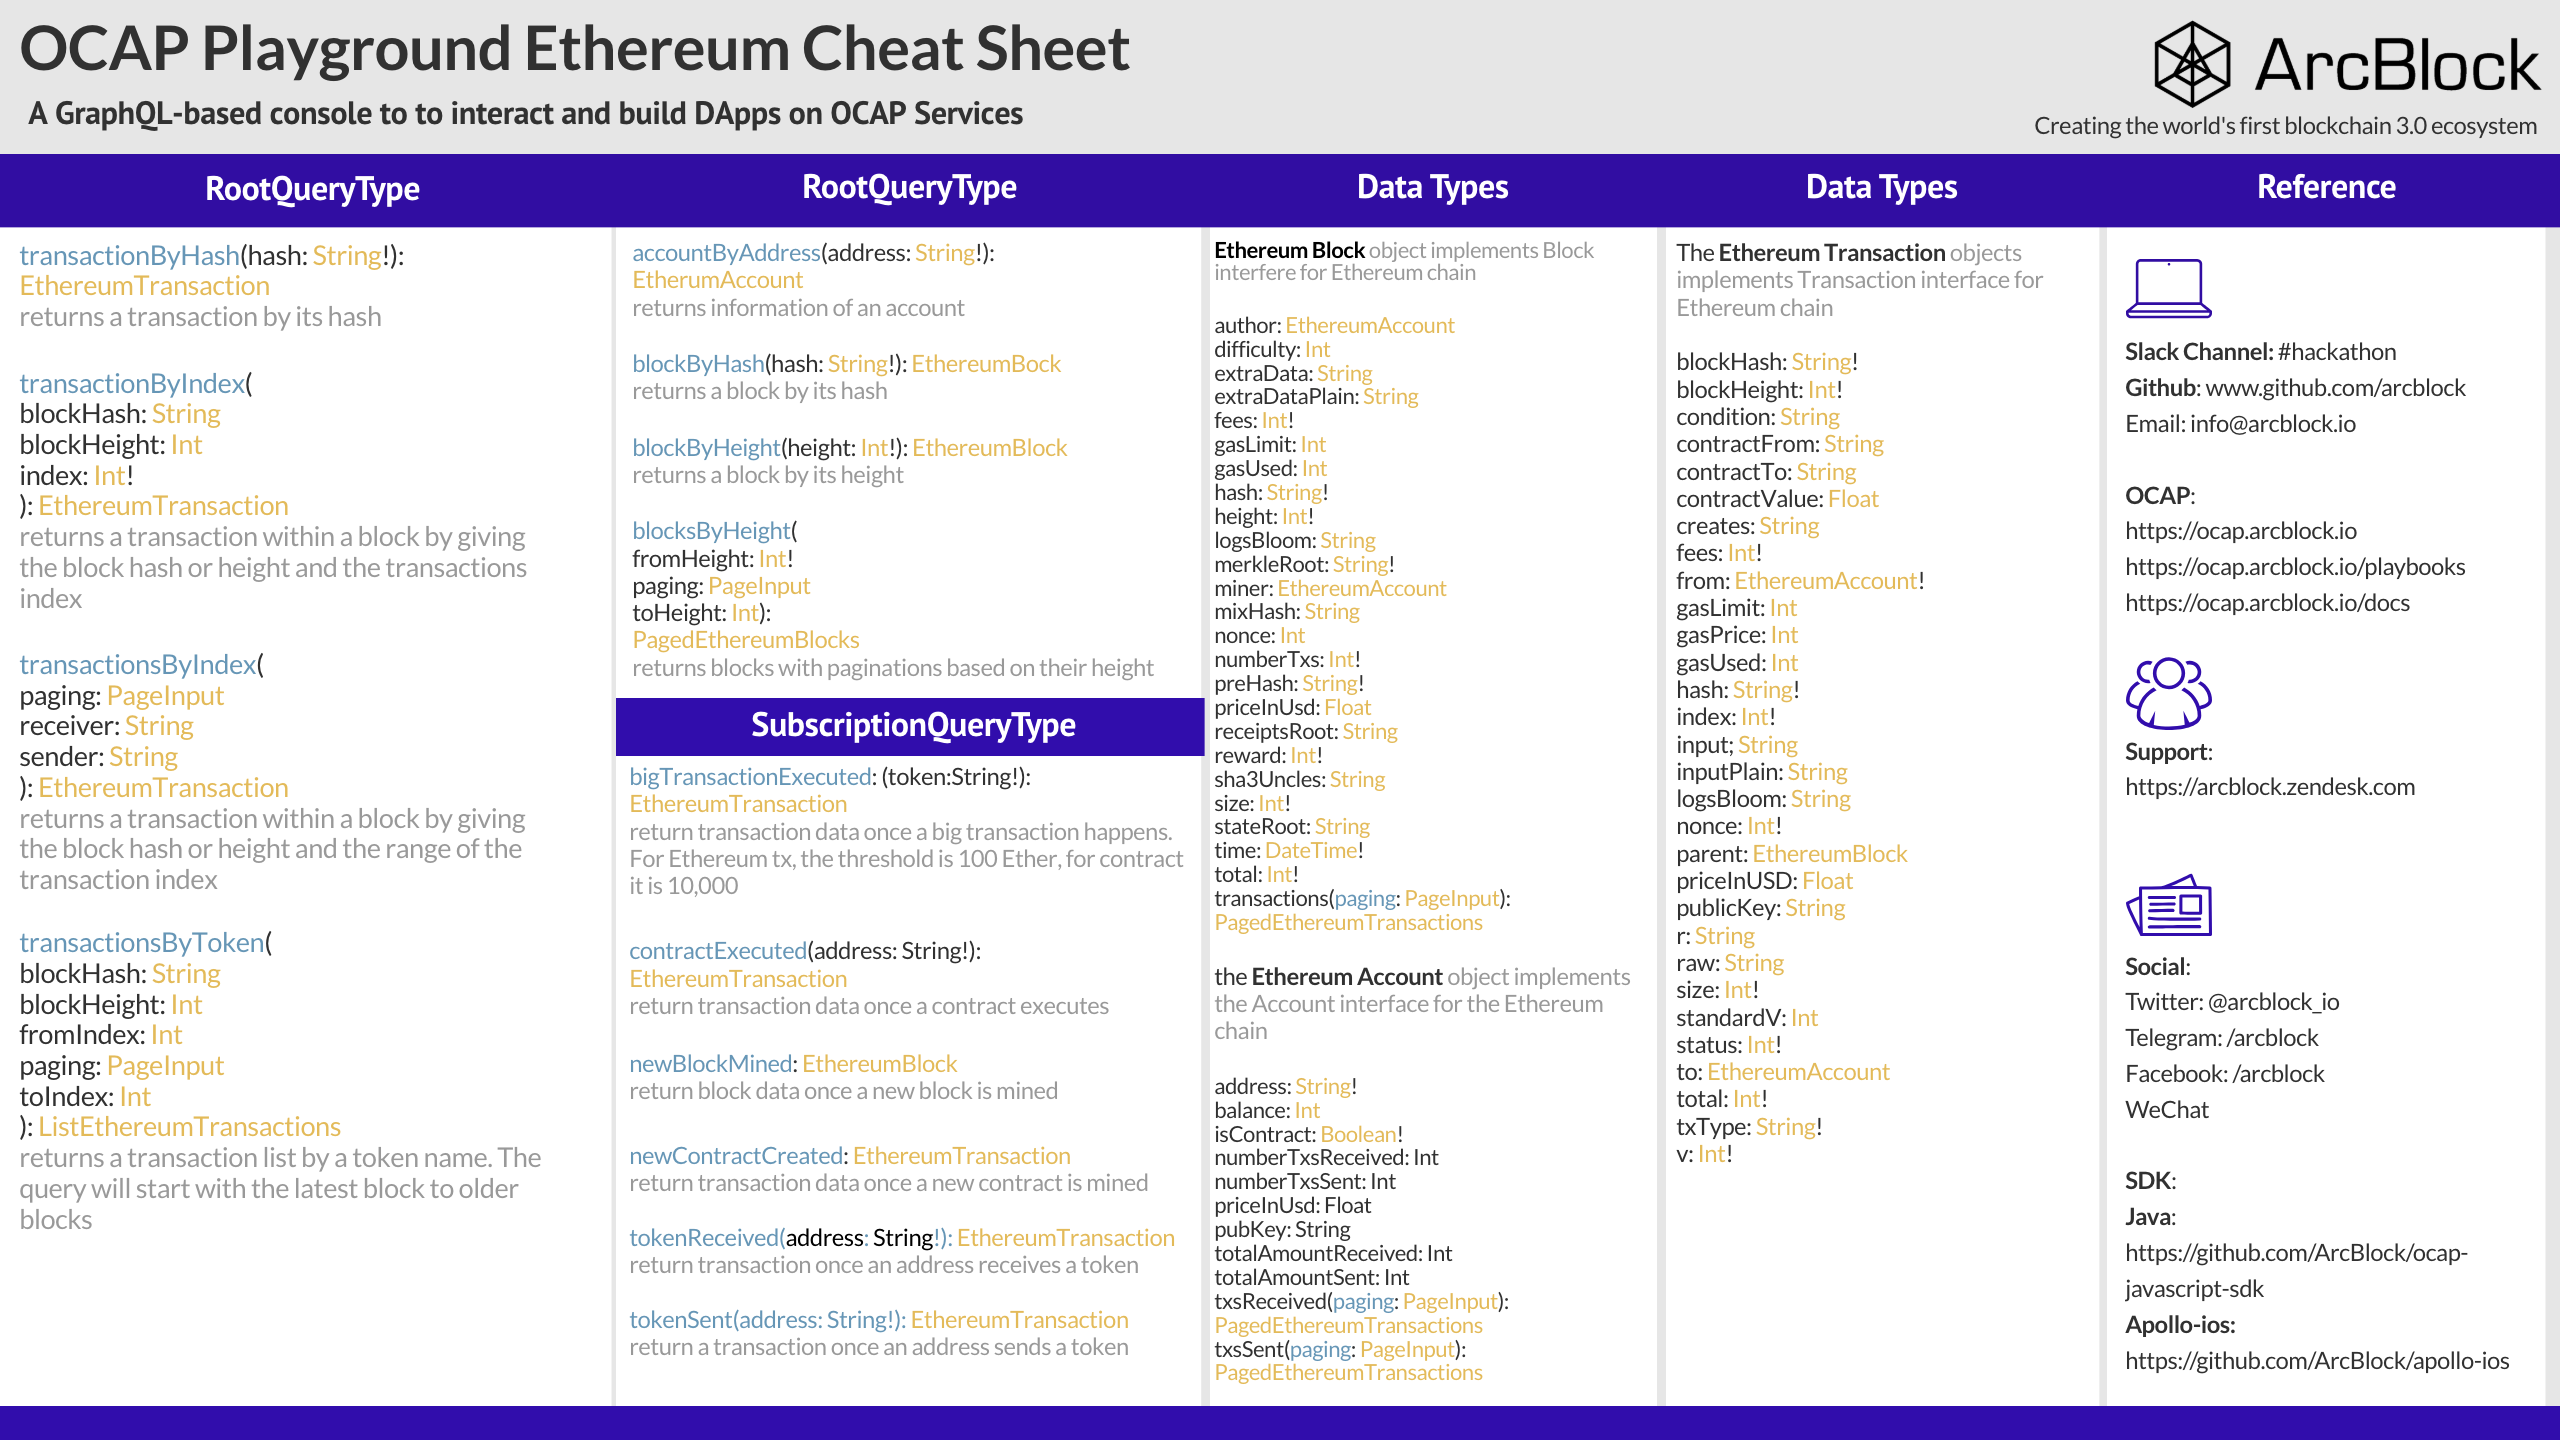 OCAP Playground Ethereum Cheat Sheet
A GraphQL-based console to to interact and build DApps on OCAP Services
ArcBlock
Creating the world's first blockchain 3.0 ecosystem
RootQueryType
transactionByHash(hash: String!):
EthereumTransaction
returns a transaction by its hash
transactionByIndex(
blockHash: String
blockHeight: Int
index: Int!
): EthereumTransaction
returns a transaction within a block by giving
the block hash or height and the transactions
index
transactionsByIndex(
paging: PageInput
receiver: String
sender: String
): EthereumTransaction
returns a transaction within a block by giving
the block hash or height and the range of the
transaction index
transactionsByToken(
blockHash: String
blockHeight: Int
fromIndex: Int
paging: PageInput
toIndex: Int
): ListEthereumTransactions
returns a transaction list by a token name. The
query will start with the latest block to older
blocks
RootQueryType
accountByAddress(address: String!):
EtherumAccount
returns information of an account
blockByHash(hash: String!): EthereumBock
returns a block by its hash
blockByHeight(height: Int!): EthereumBlock
returns a block by its height
blocksByHeight(
fromHeight: Int!
paging: PageInput
toHeight: Int):
PagedEthereumBlocks
returns blocks with paginations based on their height
SubscriptionQueryType
bigTransactionExecuted: (token:String!):
EthereumTransaction
return transaction data once a big transaction happens.
For Ethereum tx, the threshold is 100 Ether, for contract
it is 10,000
contractExecuted(address: String!):
EthereumTransaction
return transaction data once a contract executes
newBlockMined: EthereumBlock
return block data once a new block is mined
newContractCreated: EthereumTransaction
return transaction data once a new contract is mined
tokenReceived(address: String!): EthereumTransaction
return transaction once an address receives a token
tokenSent(address: String!): EthereumTransaction
return a transaction once an address sends a token
Data Types
Ethereum Block object implements Block
interfere for Ethereum chain
author: EthereumAccount
difficulty: Int
extraData: String
extraDataPlain: String
fees: Int!
gasLimit: Int
gasUsed: Int
hash: String!
height: Int!
logsBloom: String
merkleRoot: String!
miner: EthereumAccount
mixHash: String
nonce: Int
numberTxs: Int!
preHash: String!
priceInUsd: Float
receiptsRoot: String
reward: Int!
sha3Uncles: String
size: Int!
stateRoot: String
time: DateTime!
total: Int!
transactions(paging: PageInput):
PagedEthereumTransactions
the Ethereum Account object implements
the Account interface for the Ethereum
chain
address: String!
balance: Int
isContract: Boolean!
numberTxsReceived: Int
numberTxsSent: Int
priceInUsd: Float
pubKey: String
totalAmountReceived: Int
totalAmountSent: Int
txsReceived(paging: PageInput):
PagedEthereumTransactions
txsSent(paging: PageInput):
PagedEthereumTransactions
Data Types
The Ethereum Transaction objects
implements Transaction interface for
Ethereum chain
blockHash: String!
blockHeight: Int!
condition: String
contractFrom: String
contractTo: String
contractValue: Float
creates: String
fees: Int!
from: EthereumAccount!
gasLimit: Int
gasPrice: Int
gasUsed: Int
hash: String!
index: Int!
input; String
inputPlain: String
logsBloom: String
nonce: Int!
parent: EthereumBlock
priceInUSD: Float
publicKey: String
r: String
raw: String
size: Int!
standardV: Int
status: Int!
to: EthereumAccount
total: Int!
txType: String!
v: Int!
Reference
Slack Channel: #hackathon
Github: www.github.com/arcblock
Email: info@arcblock.io
OCAP:
https://ocap.arcblock.io
https://ocap.arcblock.io/playbooks
https://ocap.arcblock.io/docs
Support:
https://arcblock.zendesk.com
Social:
Twitter: @arcblock_io
Telegram: /arcblock
Facebook: /arcblock
WeChat
SDK:
Java:
https://github.com/ArcBlock/ocap-
javascript-sdk
Apollo-ios:
https://github.com/ArcBlock/apollo-ios